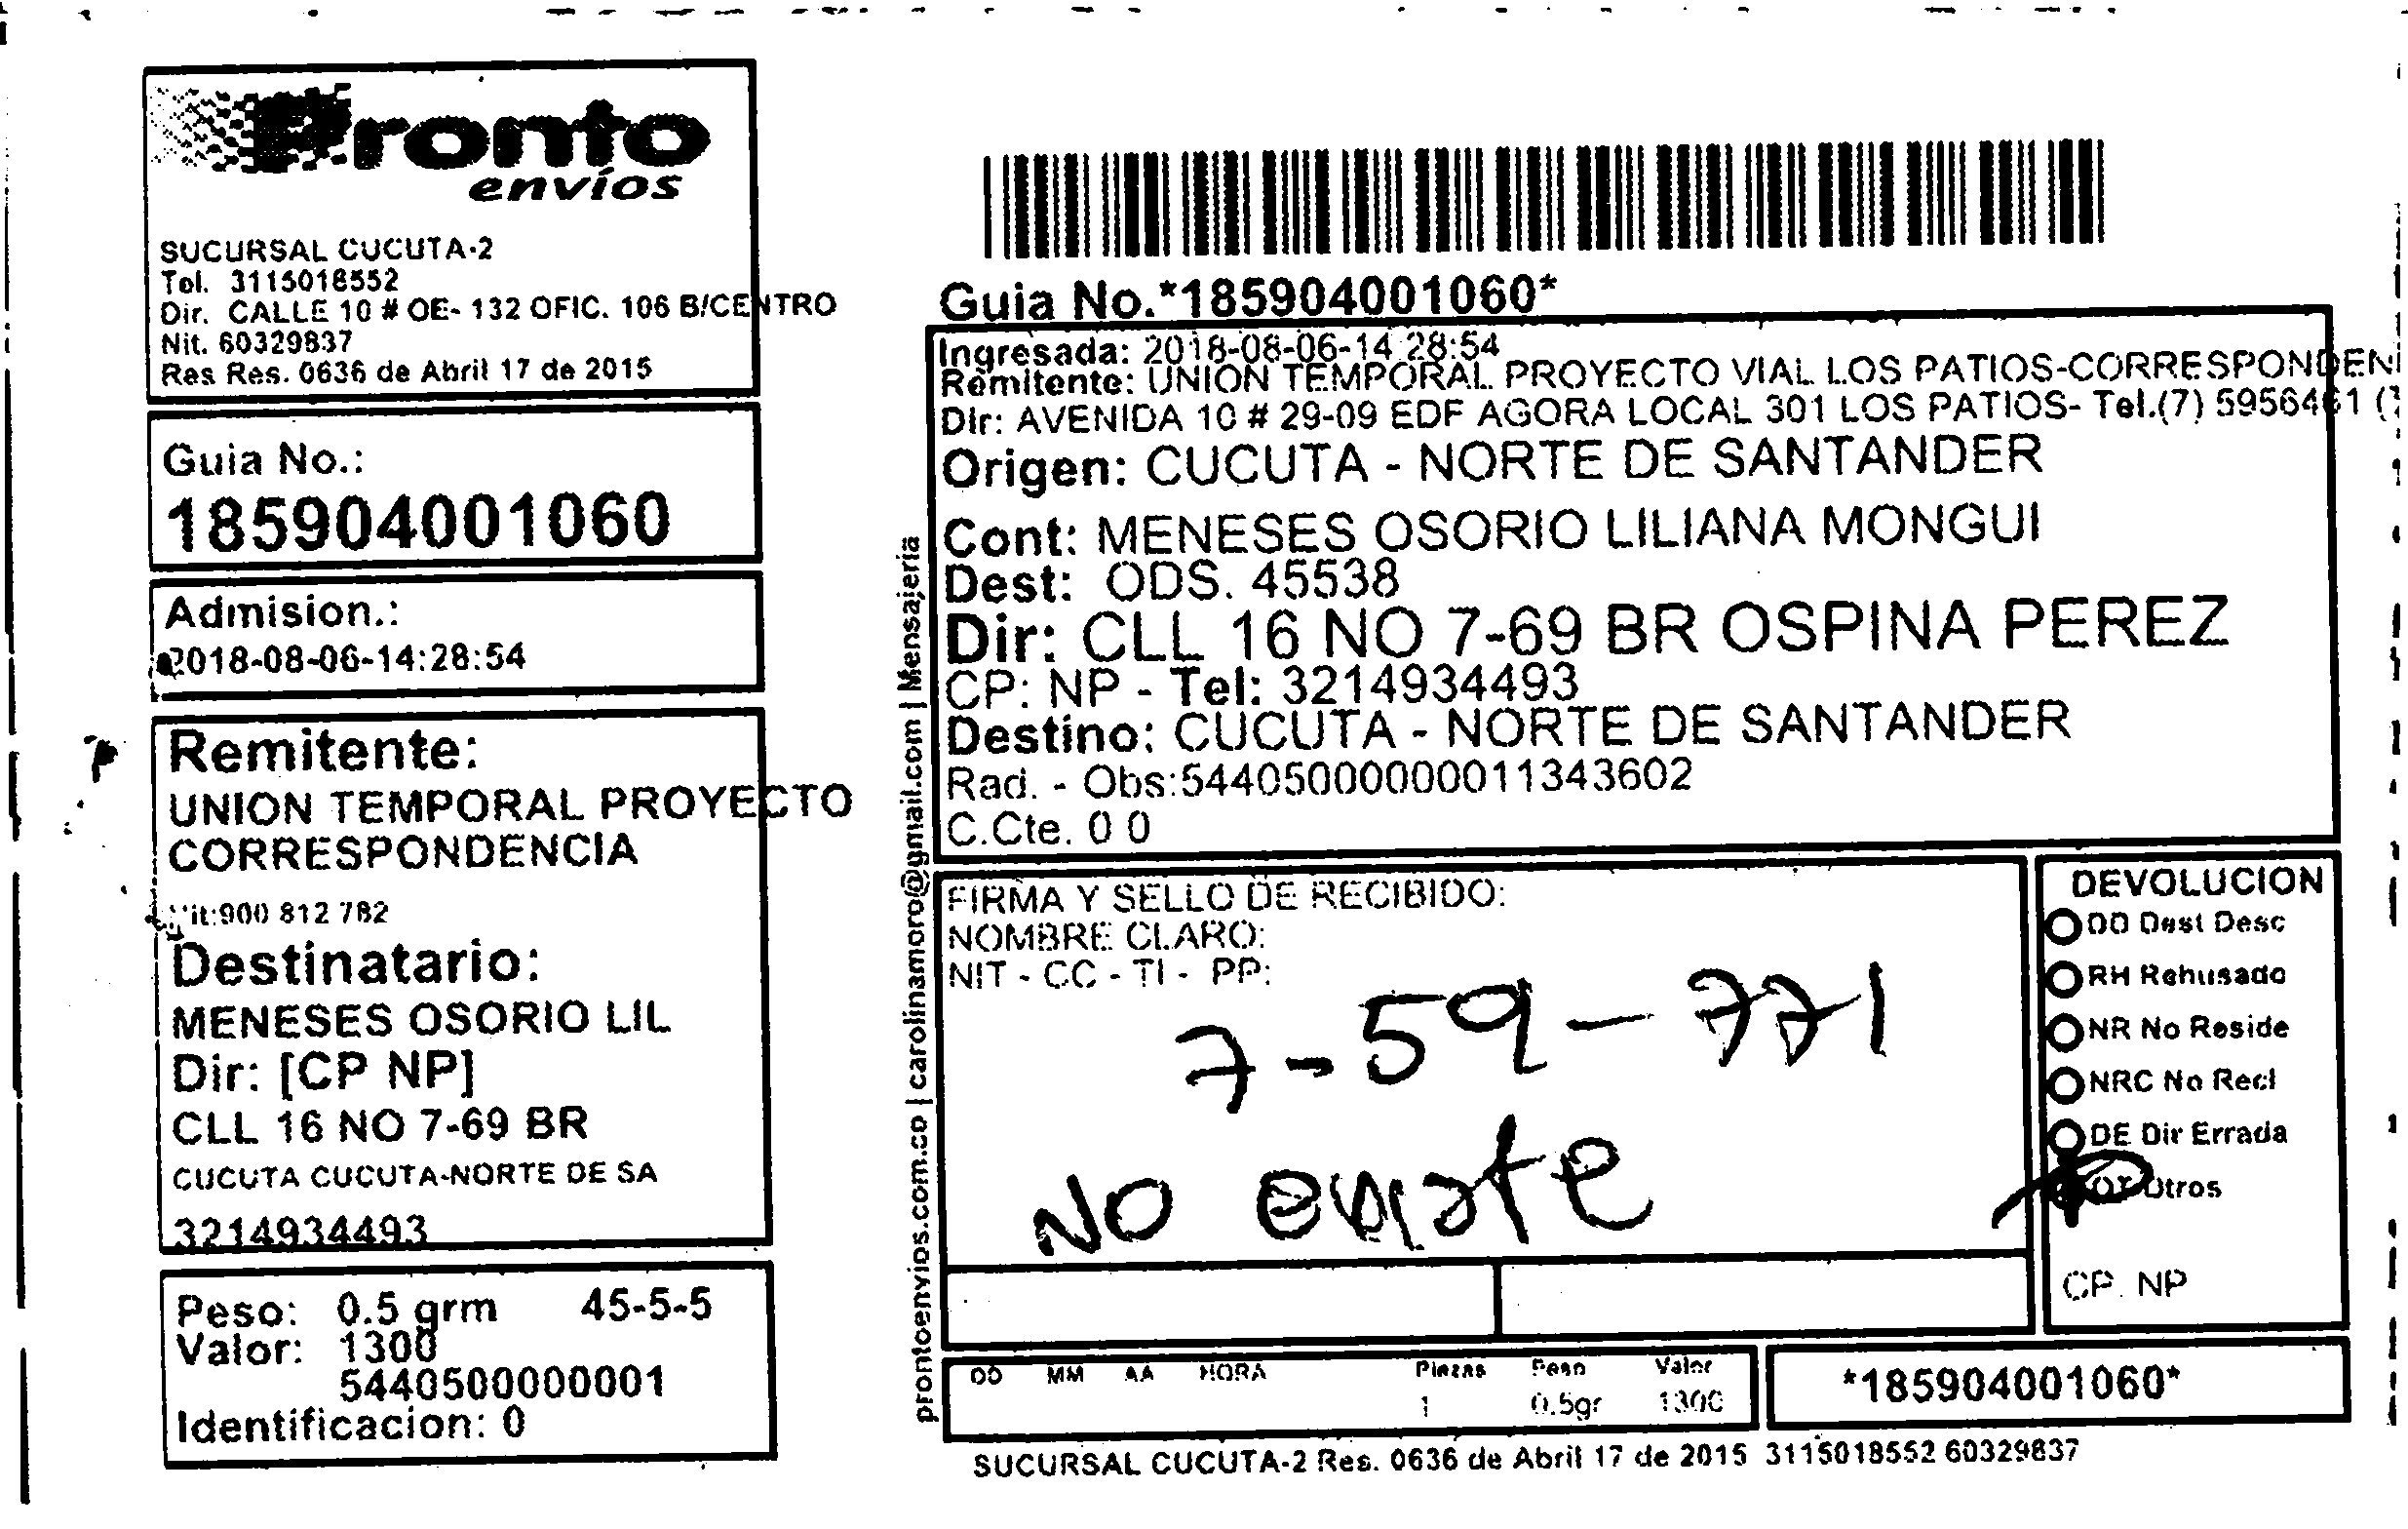 Pronto
envíos
SUCURSAL CUCUTA-2
Tel. 3115018552
Dir. CALLE 10 # OE- 132 OFIC. 106 B/CENTRO
Nit. 60329837
Res Res. 0636 de Abril 17 de 2015
Guia No.:
185904001060
Admision.:
2018-08-06-14:28:54
Remitente:
UNION TEMPORAL PROYECTO
CORRESPONDENCIA
Nit:900 812 782
Destinatario:
MENESES OSORIO LIL
Dir: [CP NP]
CLL 16 NO 7-69 BR
CUCUTA CUCUTA-NORTE DE SA
3214934493
Peso: 0.5 grm 45-5-5
Valor: 1300
5440500000001
Identificacion: 0
prontoenvios.com.co | carolinamoro@gmail.com | Mensajeria
Guia No.*185904001060*
Ingresada: 2018-08-06-14:28:54
Remitente: UNION TEMPORAL PROYECTO VIAL LOS PATIOS-CORRESPONDEN
Dir: AVENIDA 10 # 29-09 EDF AGORA LOCAL 301 LOS PATIOS- Tel.(7) 5956461 (7
Origen: CUCUTA - NORTE DE SANTANDER
Cont: MENESES OSORIO LILIANA MONGUI
Dest: ODS. 45538
Dir: CLL 16 NO 7-69 BR OSPINA PEREZ
CP: NP - Tel: 3214934493
Destino: CUCUTA - NORTE DE SANTANDER
Rad. - Obs:544050000000011343602
C.Cte. 0 0
FIRMA Y SELLO DE RECIBIDO:
NOMBRE CLARO:
NIT - CC - TI - PP:
7-59-771
NO existe
DEVOLUCION
DD Dest Desc
RH Rehusado
NR No Reside
NRC No Recl
DE Dir Errada
OT Otros
CP. NP
DD MM AA HORA Piezas Peso Valor
1 0.5gr 1300
*185904001060*
SUCURSAL CUCUTA-2 Res. 0636 de Abril 17 de 2015 3115018552 60329837